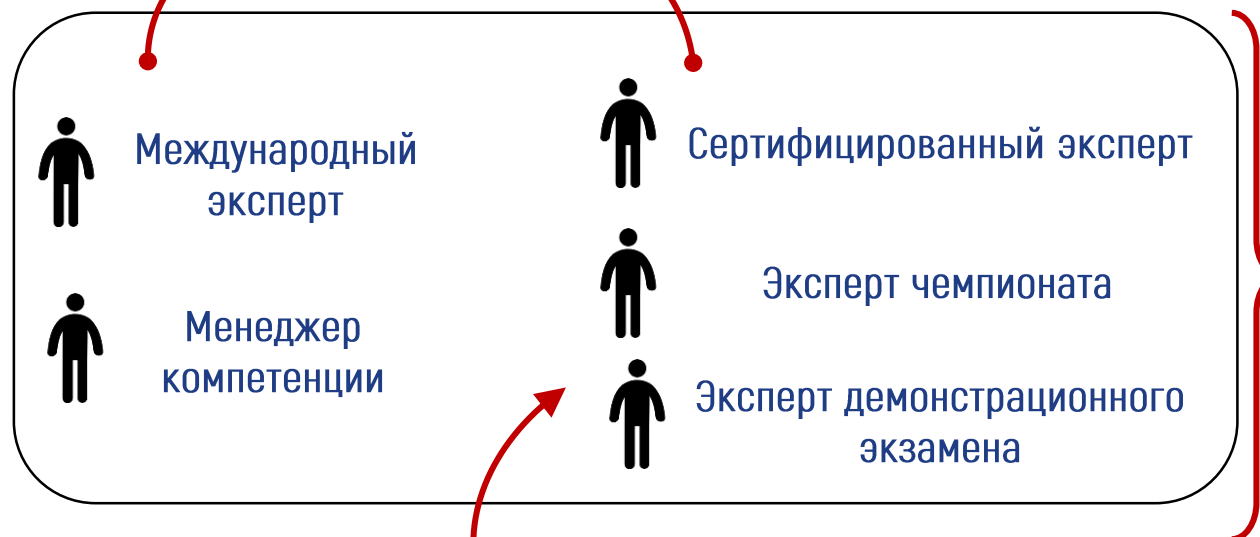 Международный
эксперт
Менеджер
компетенции
Сертифицированный эксперт
Эксперт чемпионата
Эксперт демонстрационного
экзамена